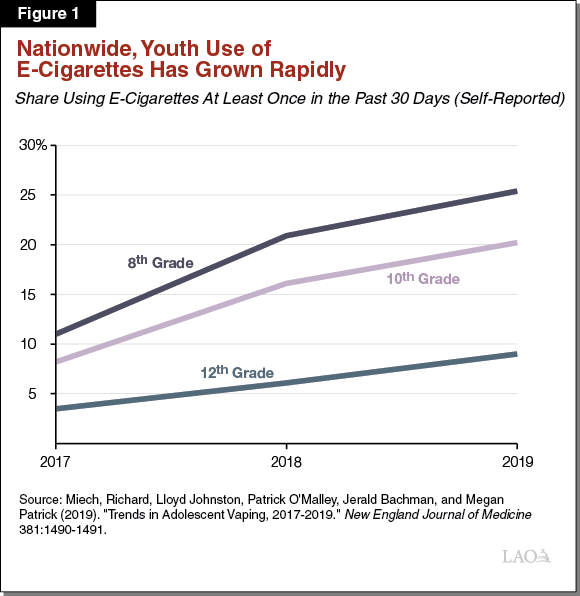 Figure 1
Nationwide, Youth Use of
E-Cigarettes Has Grown Rapidly
Share Using E-Cigarettes At Least Once in the Past 30 Days (Self-Reported)
30%
25
20
15
10
5
8th Grade
10th Grade
12th Grade
2017 2018 2019
Source: Miech, Richard, Lloyd Johnston, Patrick O'Malley, Jerald Bachman, and Megan
Patrick (2019). "Trends in Adolescent Vaping, 2017-2019." New England Journal of Medicine
381:1490-1491.
LAO